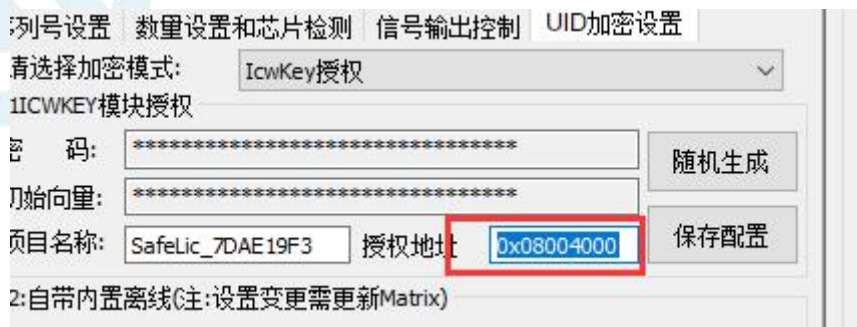 列号设置 数量设置和芯片检测 信号输出控制 UID加密设置
请选择加密模式: IcwKey授权
1ICWKEY模块授权
密 码: ********************************
随机生成
初始向量: ********************************
项目名称: SafeLic_7DAE19F3 授权地址 0x08004000 保存配置
2:自带内置离线(注:设置变更需更新Matrix)